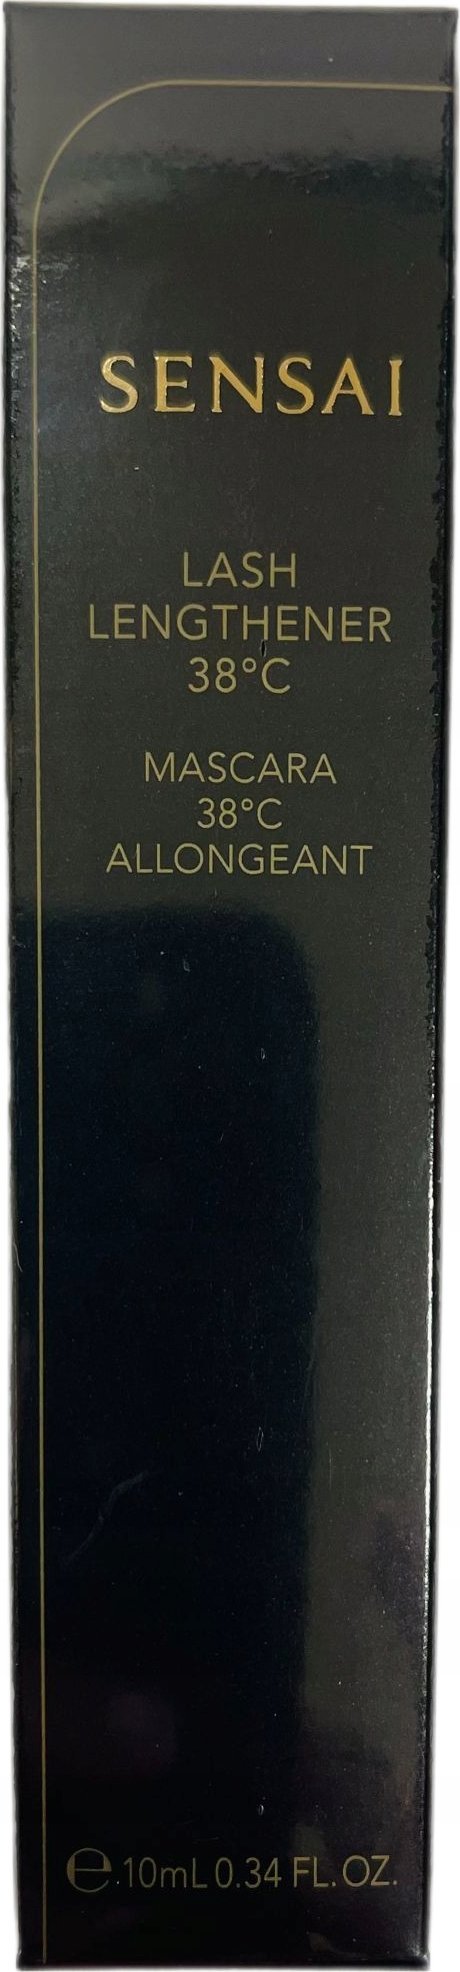 SENSAI
LASH
LENGTHENER
38°C
MASCARA
38°C
ALLONGEANT
℮ 10mL 0.34 FL. OZ.